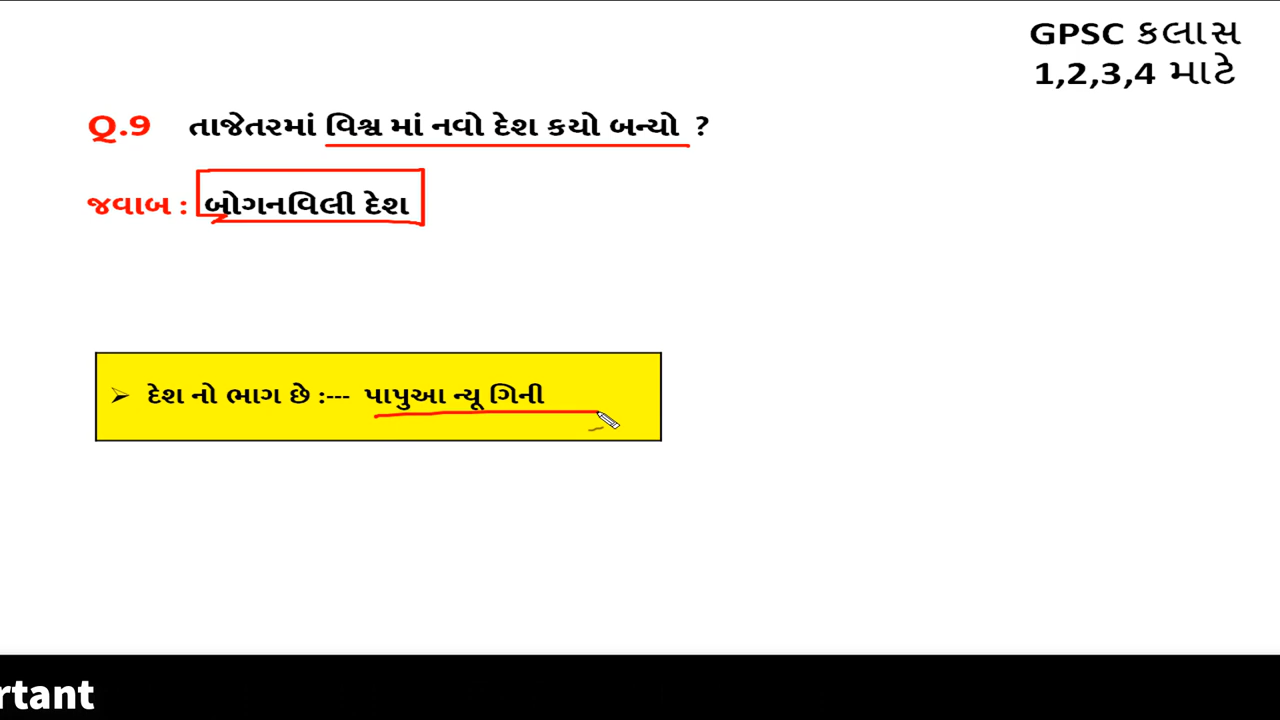 GPSC કલાસ
1,2,3,4 માટે
Q.9 તાજેતરમાં વિશ્વ માં નવો દેશ કયો બન્યો ?
જવાબ : બોગનવિલી દેશ
➢ દેશ નો ભાગ છે :--- પાપુઆ ન્યૂ ગિની
rtant